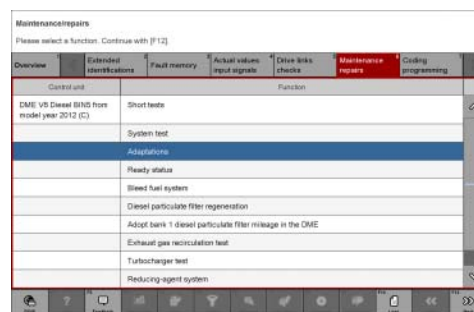 Maintenance/repairs
Please select a function. Continue with [F12].
Overview
Extended identifications
Fault memory
Actual values input signals
Drive links checks
Maintenance repairs
Coding programming
Control unit
Function
DME V6 Diesel BIN5 from model year 2012 (C)
Short tests
System test
Adaptations
Ready status
Bleed fuel system
Diesel particulate filter regeneration
Adopt bank 1 diesel particulate filter mileage in the DME
Exhaust gas recirculation test
Turbocharger test
Reducing-agent system